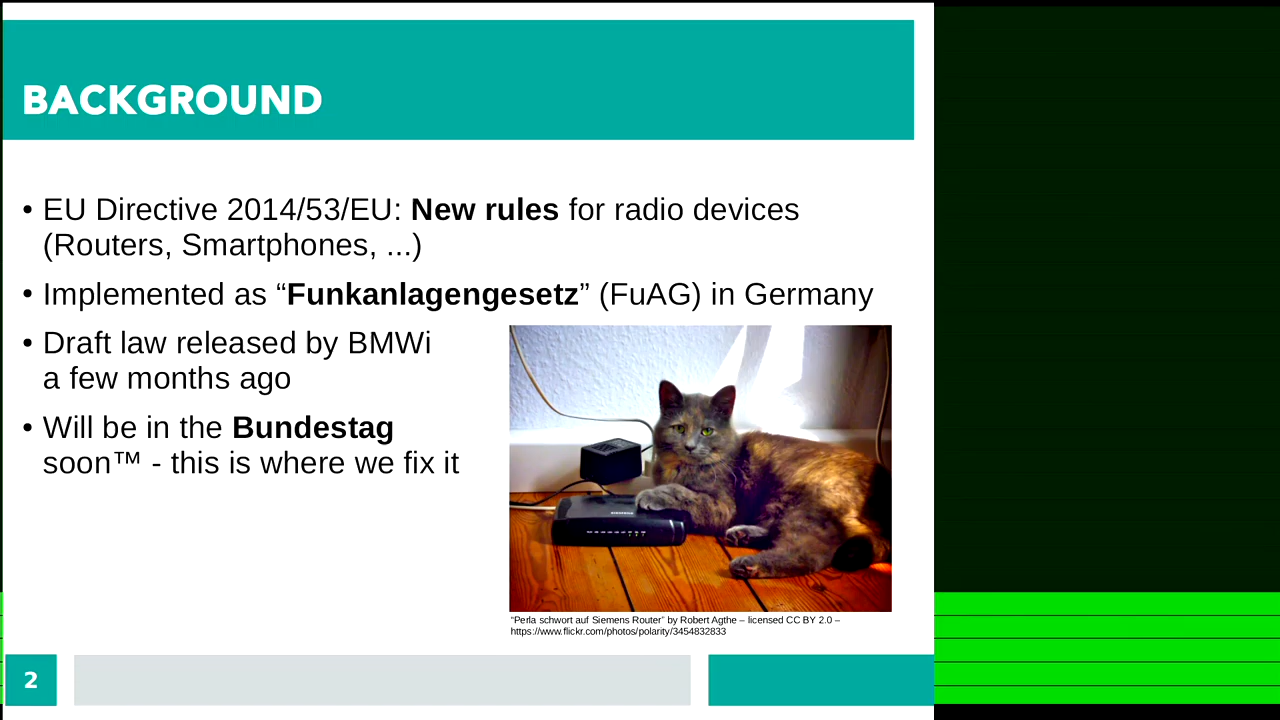 BACKGROUND
• EU Directive 2014/53/EU: New rules for radio devices
(Routers, Smartphones, ...)
• Implemented as “Funkanlagengesetz” (FuAG) in Germany
• Draft law released by BMWi
a few months ago
• Will be in the Bundestag
soon™ - this is where we fix it
SIEMENS
“Perla schwort auf Siemens Router” by Robert Agthe – licensed CC BY 2.0 –
https://www.flickr.com/photos/polarity/3454832833
2